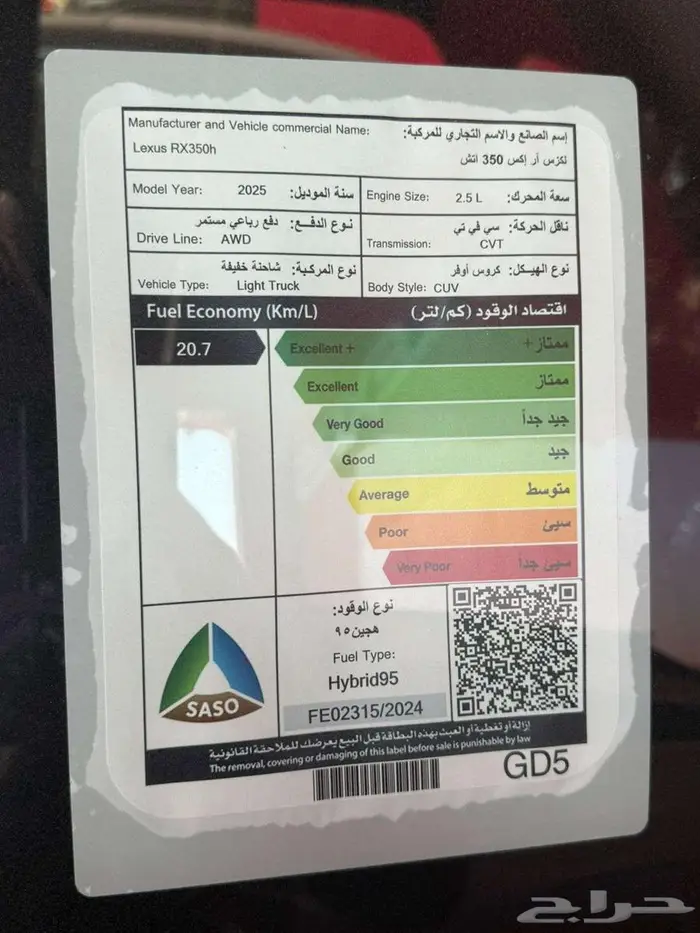 Manufacturer and Vehicle commercial Name: إسم الصانع والاسم التجاري للمركبة:
Lexus RX350h لكزس أر إكس 350 اتش
Model Year: 2025 سنة الموديل:
Engine Size: 2.5 L سعة المحرك:
نوع الدفع: دفع رباعي مستمر
Drive Line: AWD
ناقل الحركة: سي في تي
Transmission: CVT
نوع المركبة: شاحنة خفيفة
Vehicle Type: Light Truck
نوع الهيكل: كروس أوفر
Body Style: CUV
Fuel Economy (Km/L) اقتصاد الوقود (كم/لتر)
20.7
Excellent + ممتاز+
Excellent ممتاز
Very Good جيد جداً
Good جيد
Average متوسط
Poor سيئ
Very Poor سيئ جداً
SASO
نوع الوقود:
هجين ٩٥
Fuel Type:
Hybrid95
FE02315/2024
إزالة أو تغطية أو العبث بهذه البطاقة قبل البيع يعرضك للملاحقة القانونية
The removal, covering or damaging of this label before sale is punishable by law
GD5
حراج